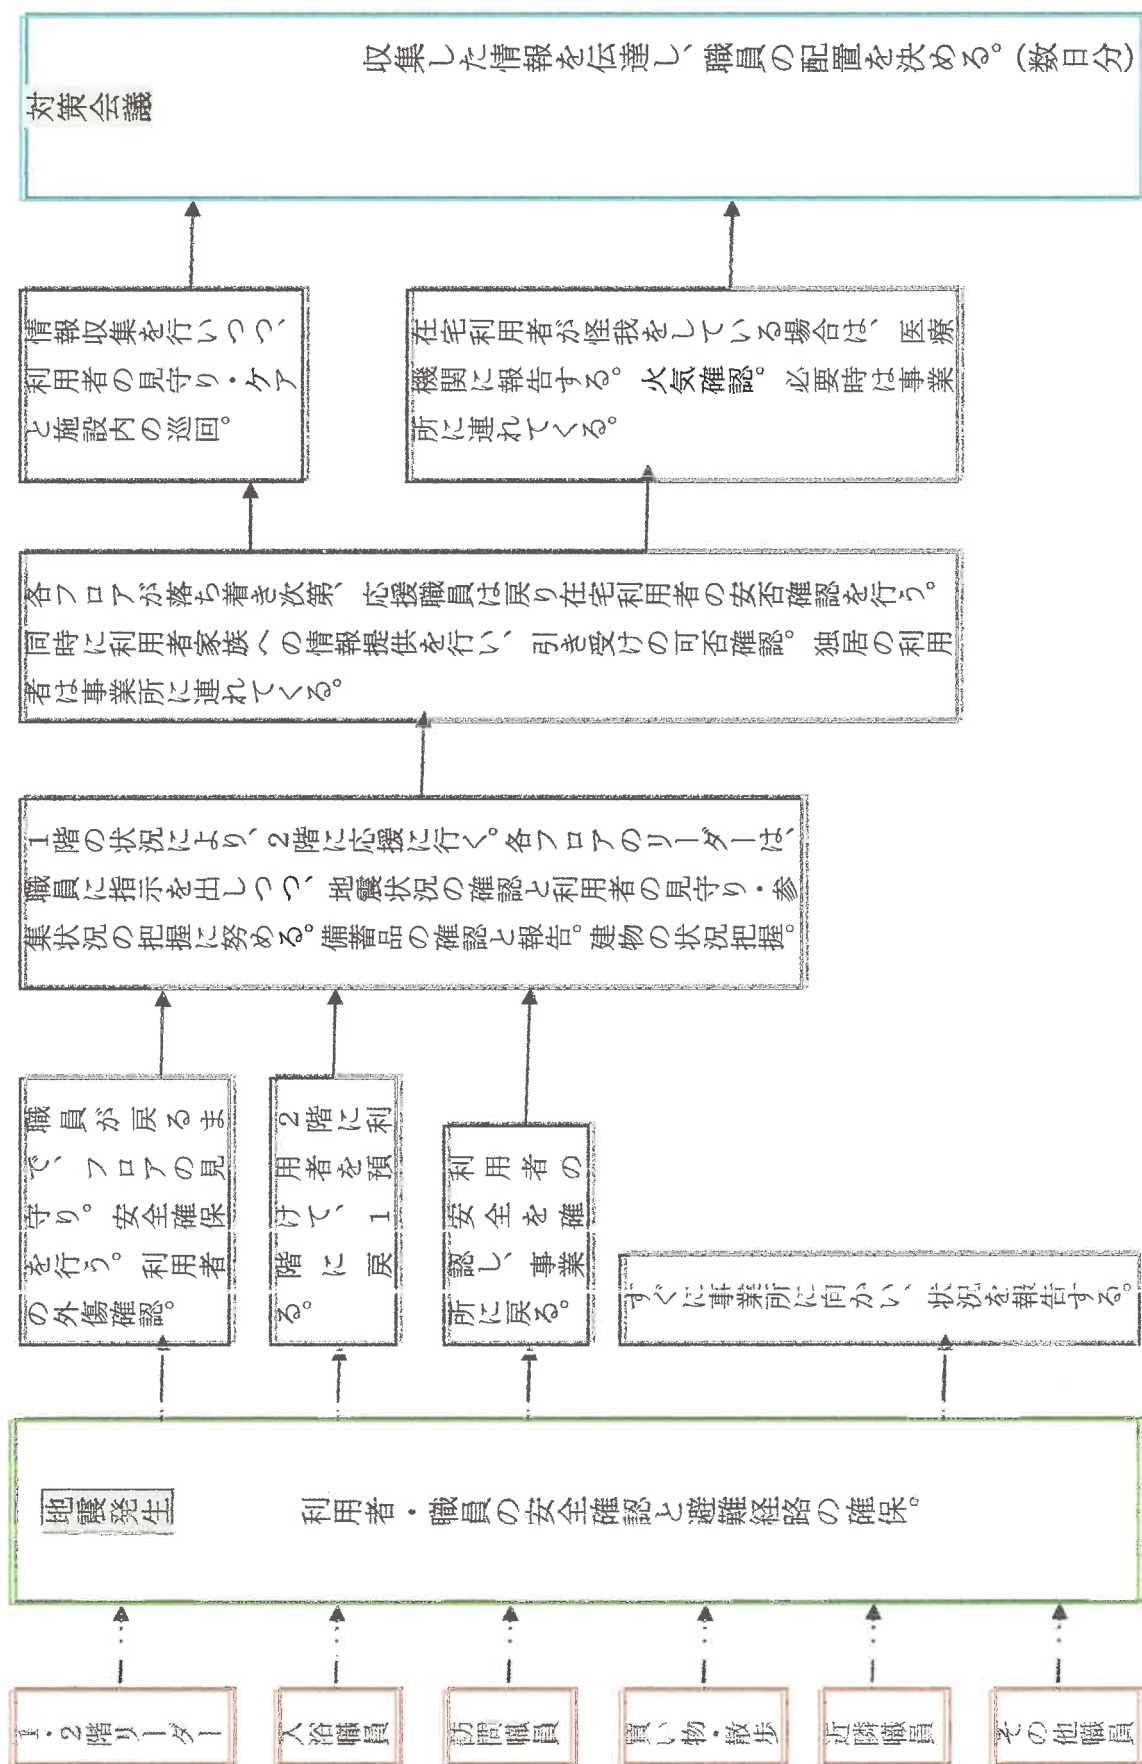 1・2階リーダー
入浴職員
訪問職員
買い物・散歩
近隣職員
その他職員
地震発生
利用者・職員の安全確認と避難経路の確保。
職員が戻るま
で、フロアの見
守り。安全確保
を行う。利用者
の外傷確認。
2階に利
用者を預
けて、1
階に戻
る。
利用者の
安全を確
認し、事業
所に戻る。
すぐに事業所に向かい、状況を報告する。
1階の状況により、2階に応援に行く。各フロアのリーダーは、
職員に指示を出しつつ、地震状況の確認と利用者の見守り・参
集状況の把握に努める。備蓄品の確認と報告。建物の状況把握。
各フロアが落ち着き次第、応援職員は戻り在宅利用者の安否確認を行う。
同時に利用者家族への情報提供を行い、引き受けの可否確認。独居の利用
者は事業所に連れてくる。
情報収集を行いつつ、
利用者の見守り・ケア
と施設内の巡回。
在宅利用者が怪我をしている場合は、医療
機関に報告する。火気確認。必要時は事業
所に連れてくる。
対策会議
収集した情報を伝達し、職員の配置を決める。(数日分)